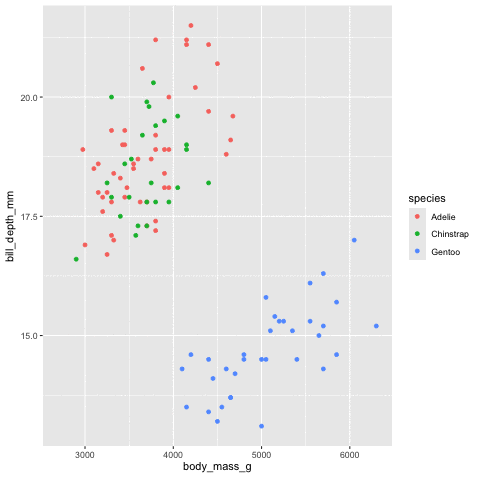 20.0
17.5
15.0
bill_depth_mm
3000
4000
5000
6000
body_mass_g
species
Adelie
Chinstrap
Gentoo